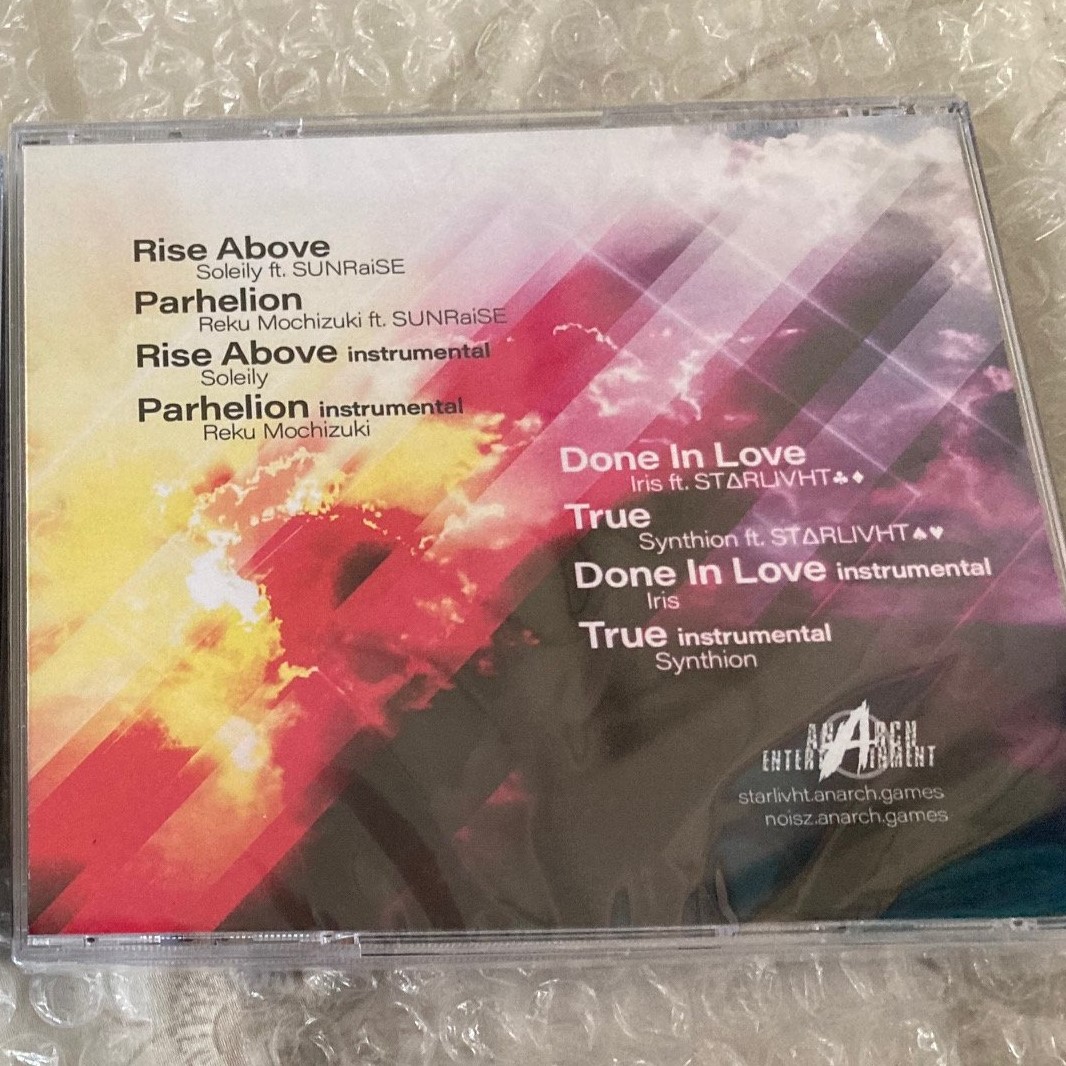 Rise Above
Soleily ft. SUNRaiSE
Parhelion
Reku Mochizuki ft. SUNRaiSE
Rise Above instrumental
Soleily
Parhelion instrumental
Reku Mochizuki
Done In Love
Iris ft. STΔRLIVHT♣♦
True
Synthion ft. STΔRLIVHT♠♥
Done In Love instrumental
Iris
True instrumental
Synthion
ANARCH
ENTERTAINMENT
starlivht.anarch.games
noisz.anarch.games